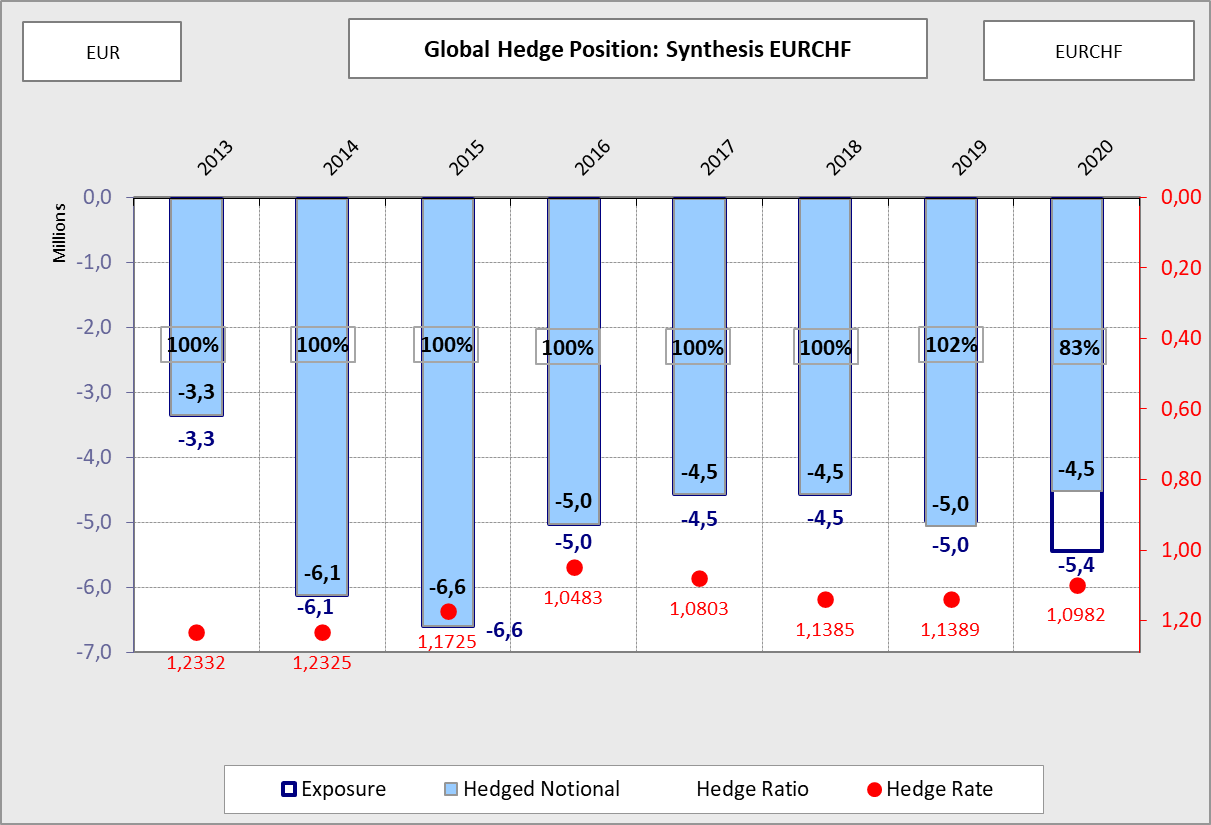 EUR
Global Hedge Position: Synthesis EURCHF
EURCHF
2013 2014 2015 2016 2017 2018 2019 2020
Millions
0,0 0,00
-1,0 0,20
-2,0 0,40
100% 100% 100% 100% 100% 100% 102% 83%
-3,0 0,60
-3,3
-3,3
-4,0 0,80
-4,5 -4,5 -4,5
-5,0 -5,0
-5,0 1,00
-4,5 -4,5
-5,0 -5,0
-5,4
-6,1 -6,6
-6,0 1,20
-6,1 -6,6
1,0483 1,0803 1,1385 1,1389 1,0982
1,1725
-7,0
1,2332 1,2325
Exposure Hedged Notional Hedge Ratio Hedge Rate